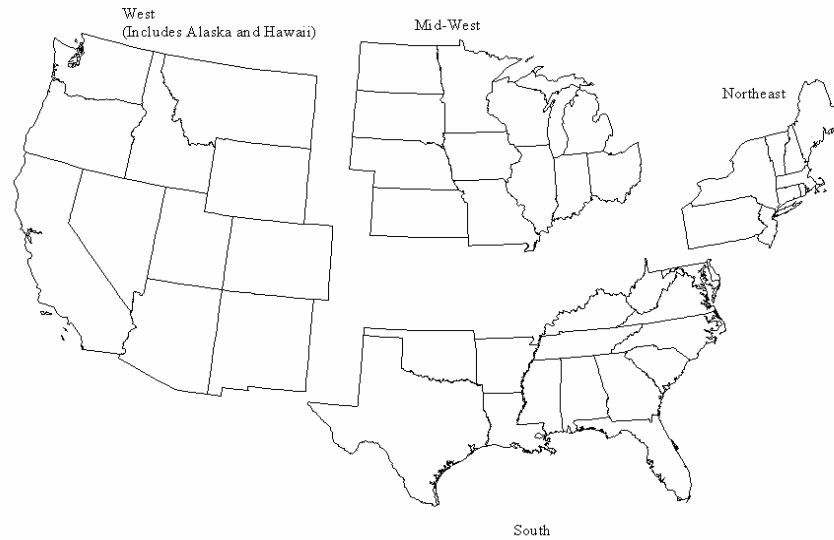 West
(Includes Alaska and Hawaii)
Mid-West
Northeast
South